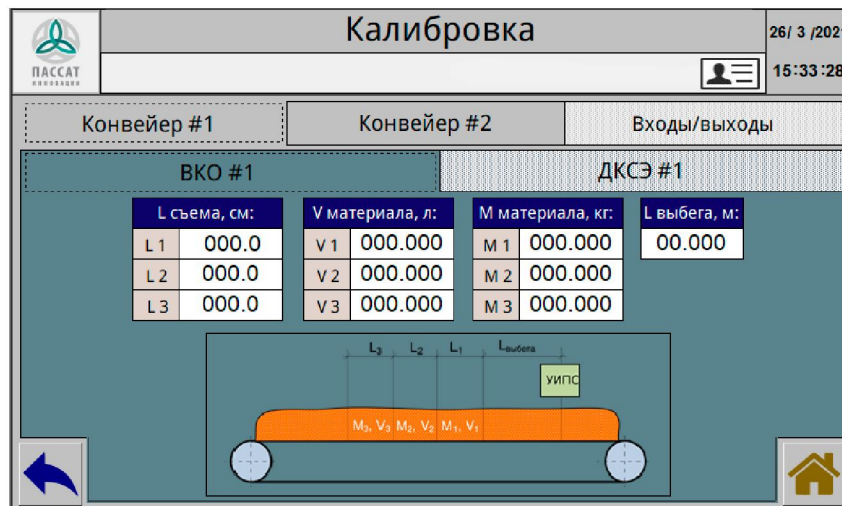 Калибровка
26/ 3 /202
ПАССАТ
ИННОВАЦИИ
15:33:28
Конвейер #1 Конвейер #2 Входы/выходы
ВКО #1 ДКСЭ #1
L съема, см: V материала, л: M материала, кг: L выбега, м:
L 1 000.0 V 1 000.000 M 1 000.000 00.000
L 2 000.0 V 2 000.000 M 2 000.000
L 3 000.0 V 3 000.000 M 3 000.000
L3 L2 L1 Lвыбега
УИПС
M3, V3 M2, V2 M1, V1